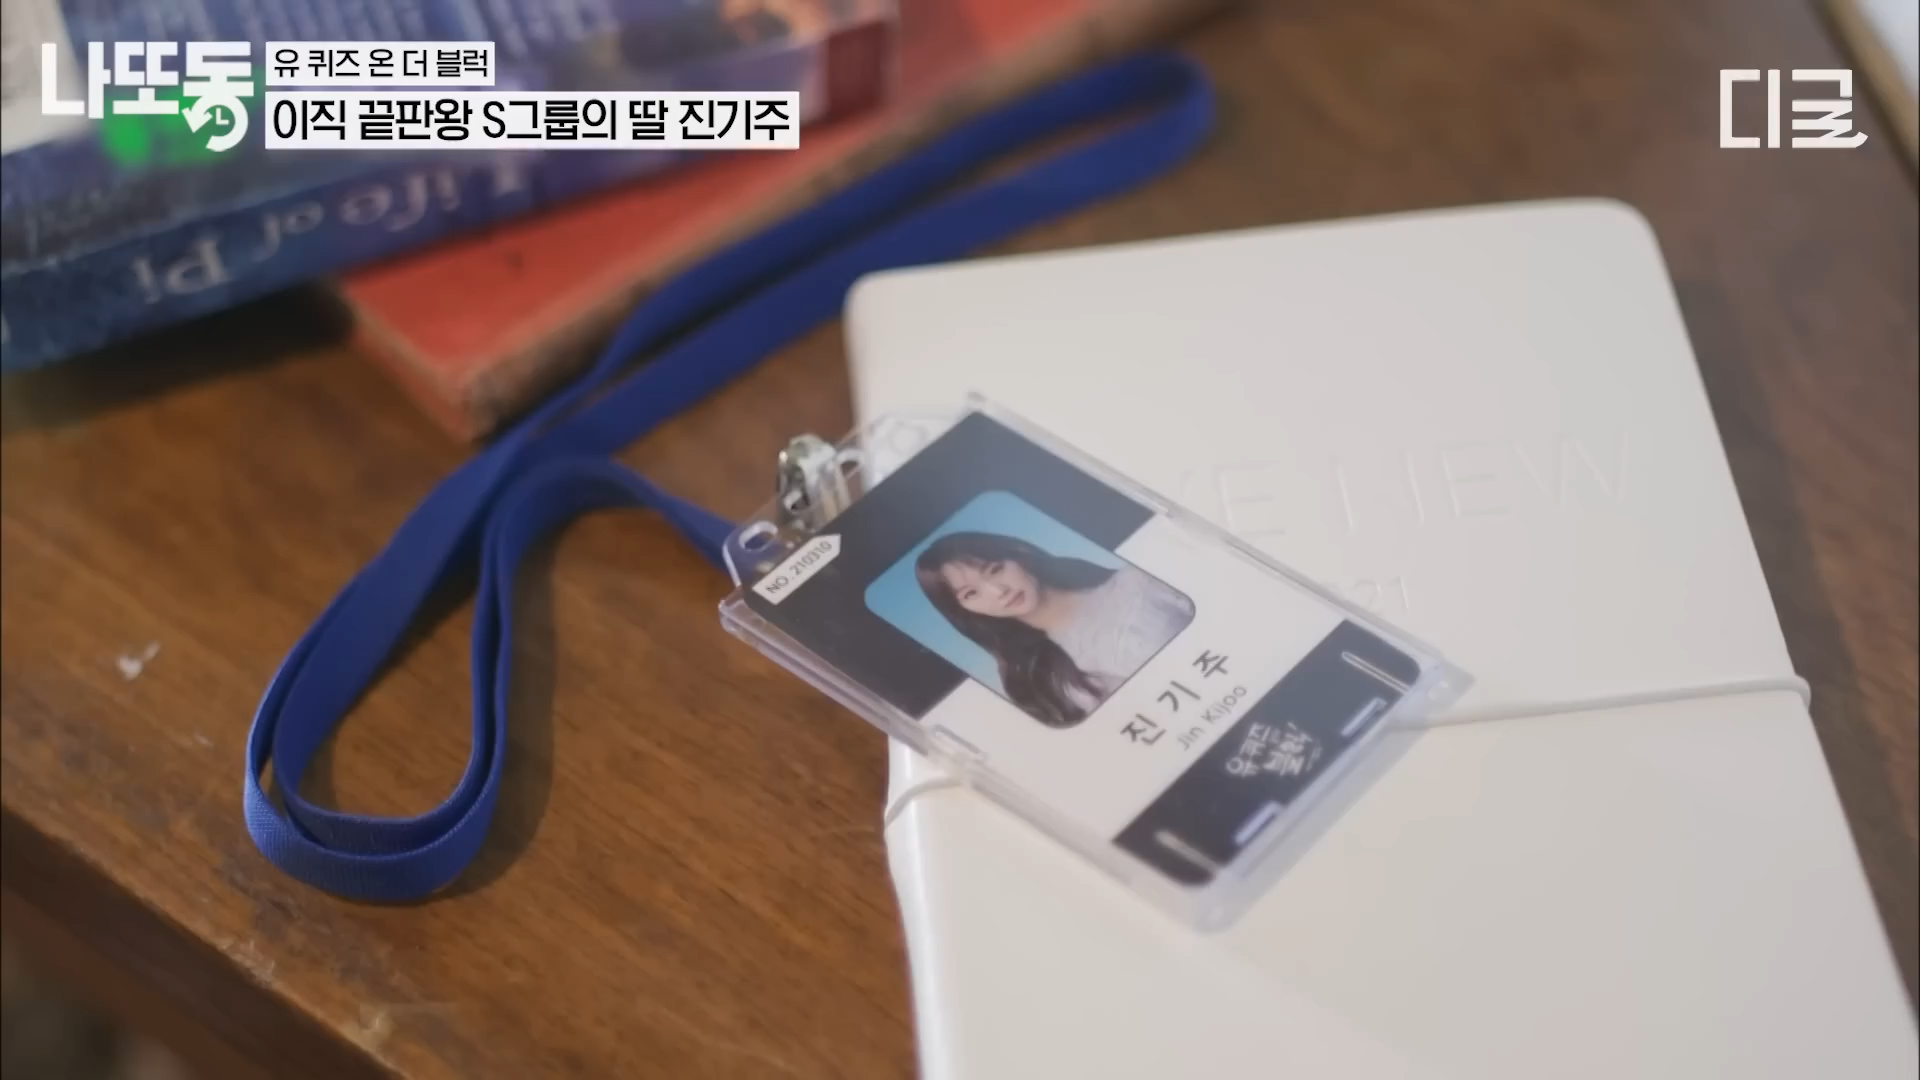 나또동
유 퀴즈 온 더 블럭
이직 끝판왕 S그룹의 딸 진기주
디글
Life of Pi
NO. 210310
진기주
Jin Kijoo
유 퀴즈
블럭